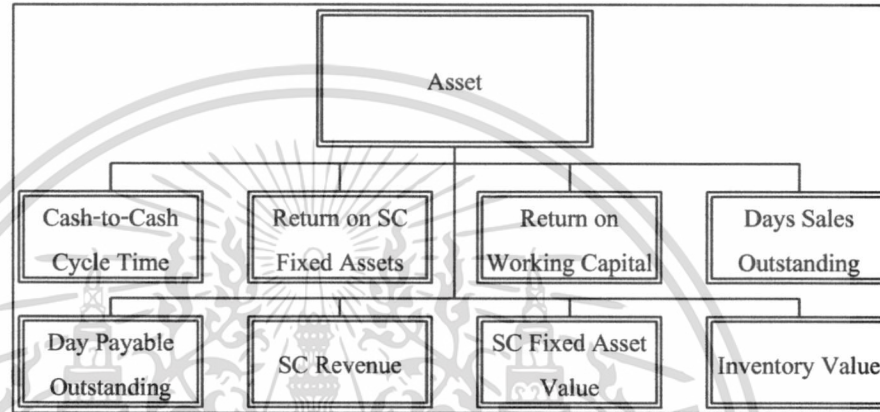 Asset
Cash-to-Cash
Cycle Time
Return on SC
Fixed Assets
Return on
Working Capital
Days Sales
Outstanding
Day Payable
Outstanding
SC Revenue
SC Fixed Asset
Value
Inventory Value